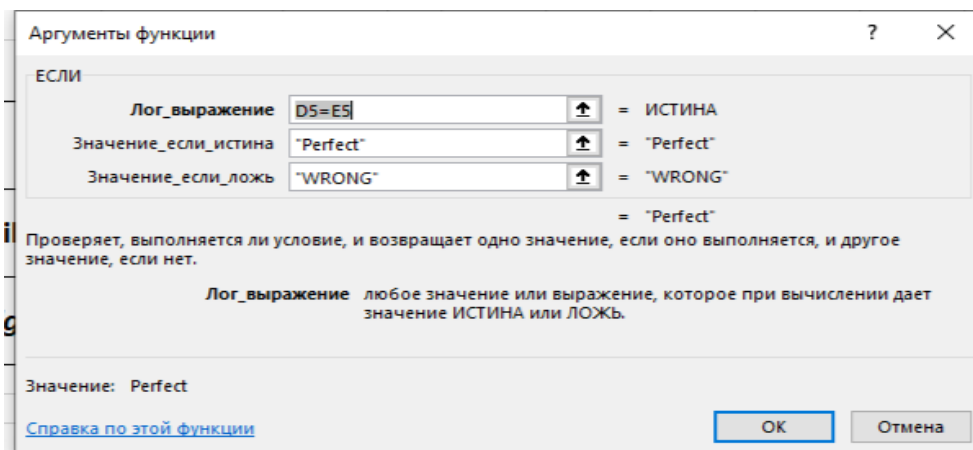 Аргументы функции ? ×
ЕСЛИ
Лог_выражение D5=E5 = ИСТИНА
Значение_если_истина "Perfect" = "Perfect"
Значение_если_ложь "WRONG" = "WRONG"
= "Perfect"
Проверяет, выполняется ли условие, и возвращает одно значение, если оно выполняется, и другое
значение, если нет.
Лог_выражение любое значение или выражение, которое при вычислении дает
значение ИСТИНА или ЛОЖЬ.
Значение: Perfect
Справка по этой функции ОК Отмена